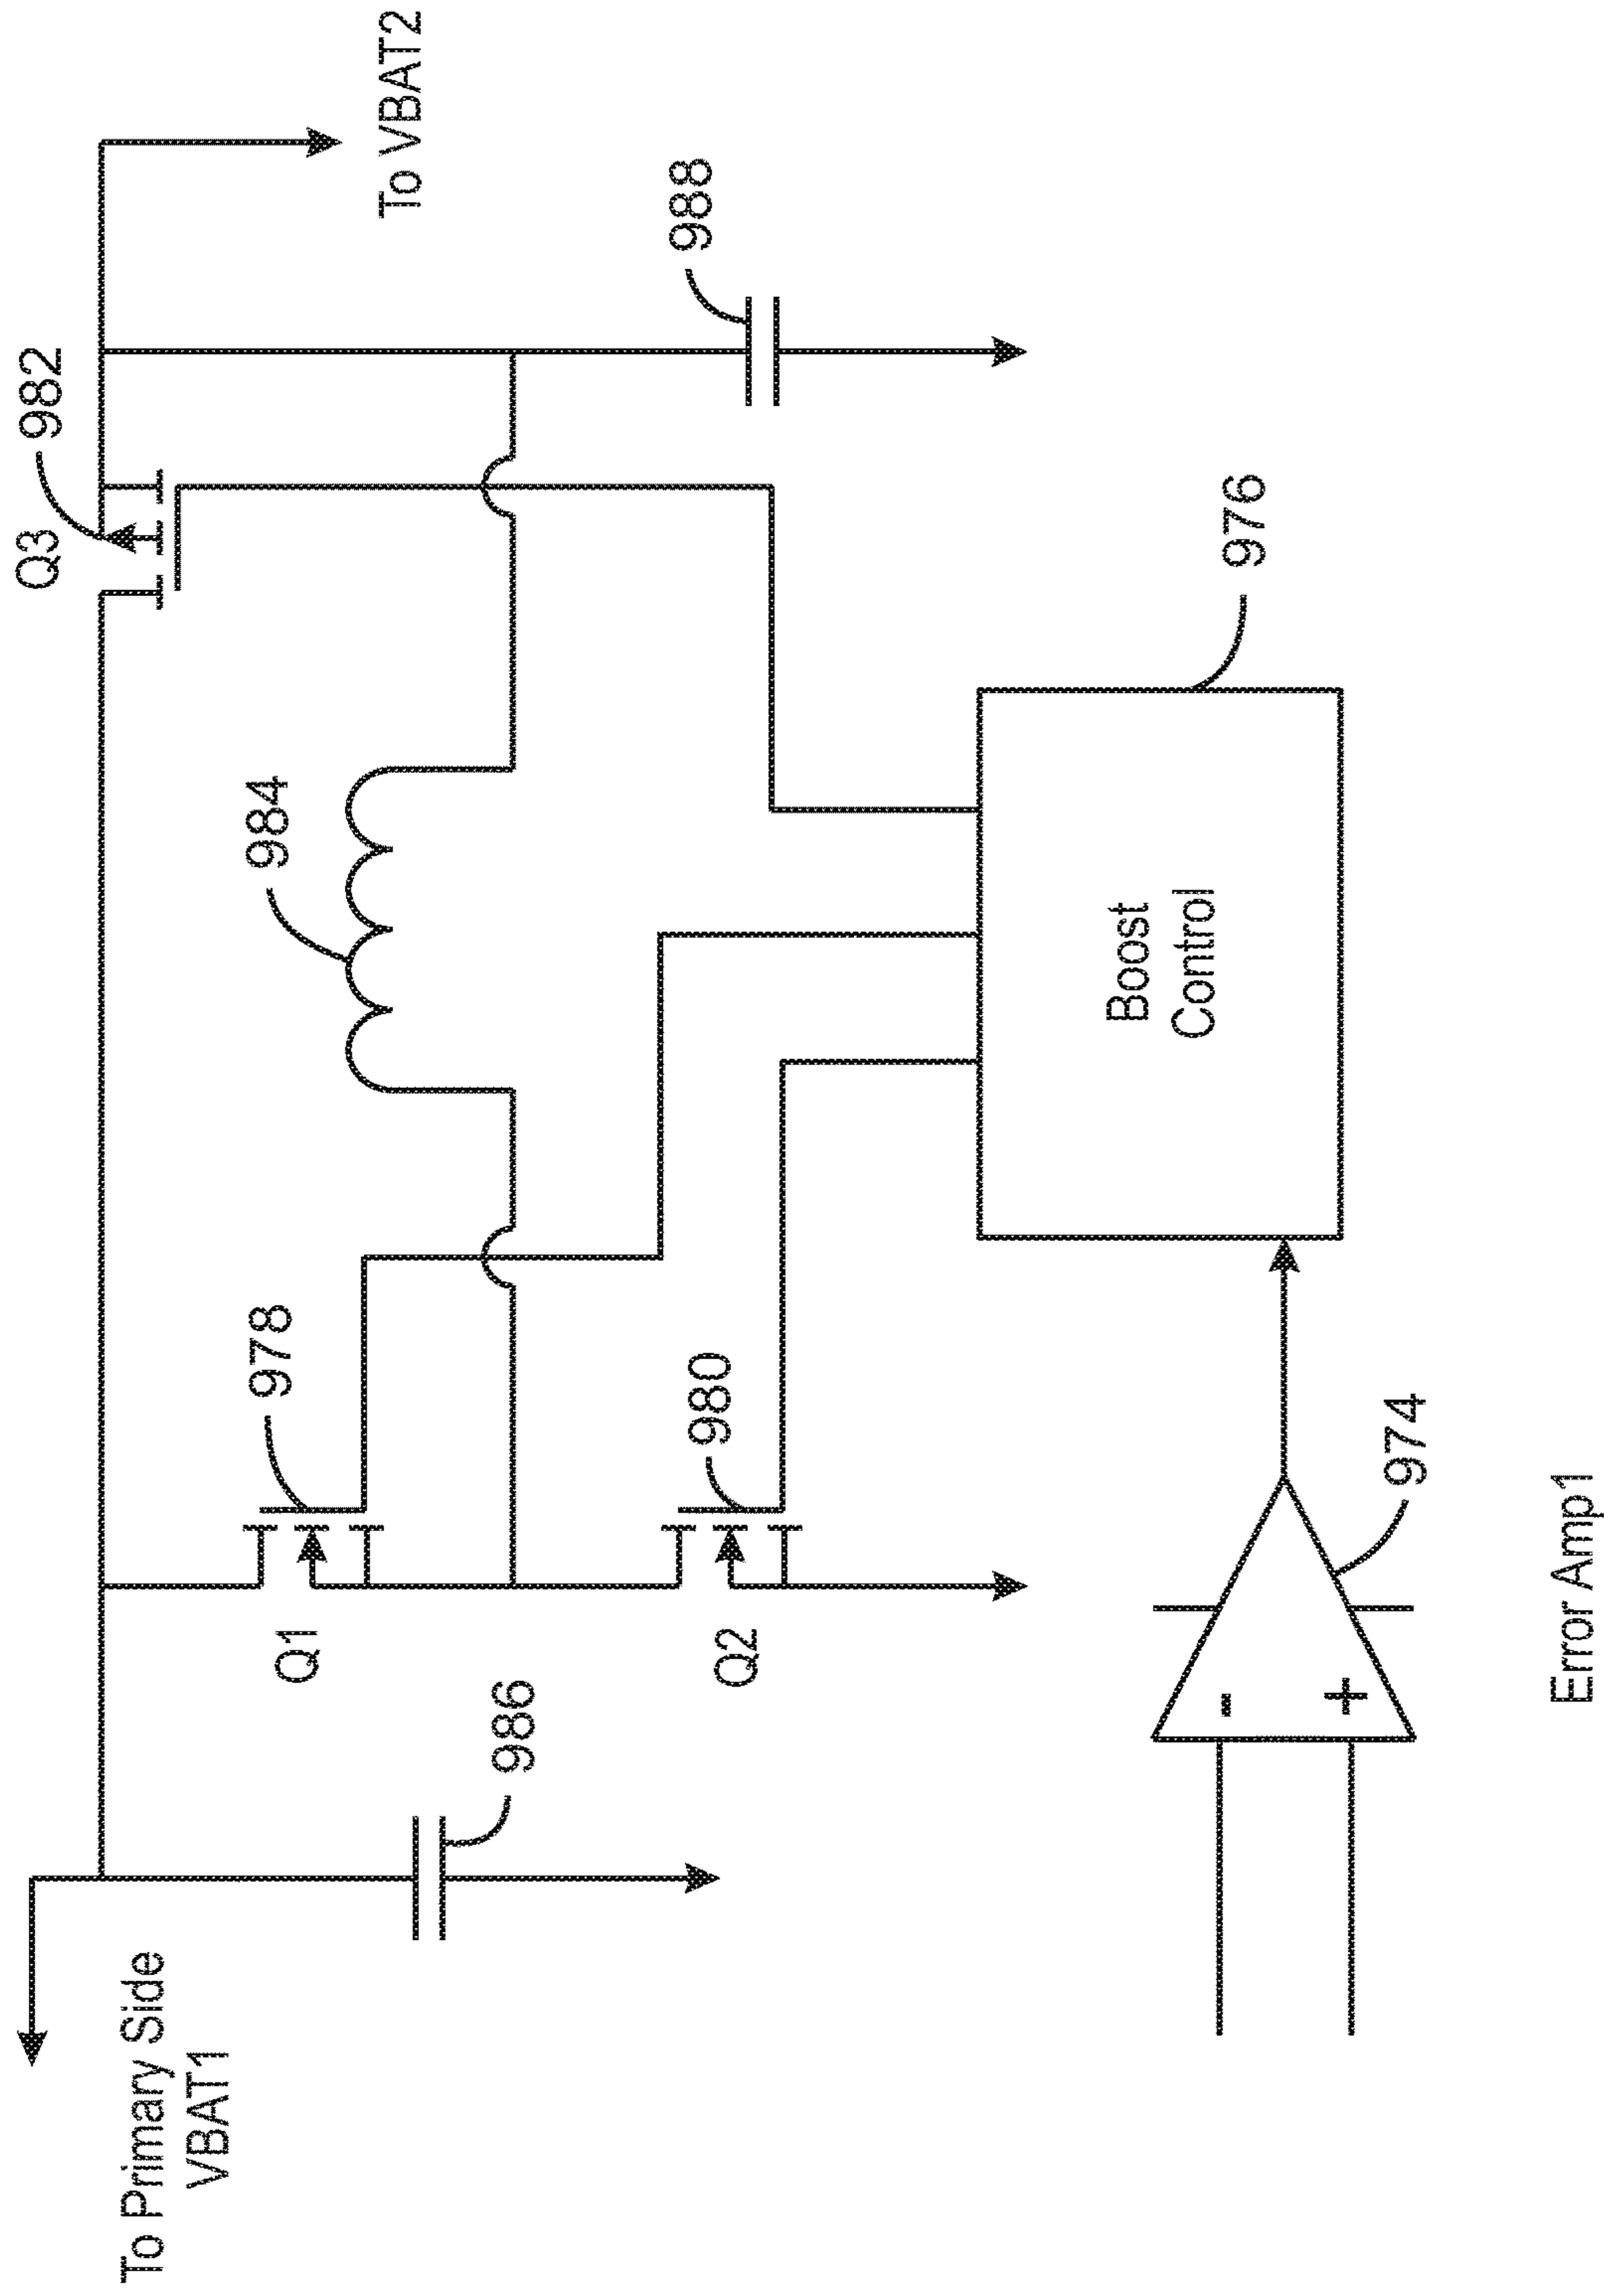 To Primary Side
VBAT1
986
Q1
978
Q2
980
984
Q3
982
988
To VBAT2
Boost
Control
976
-
+
974
Error Amp1